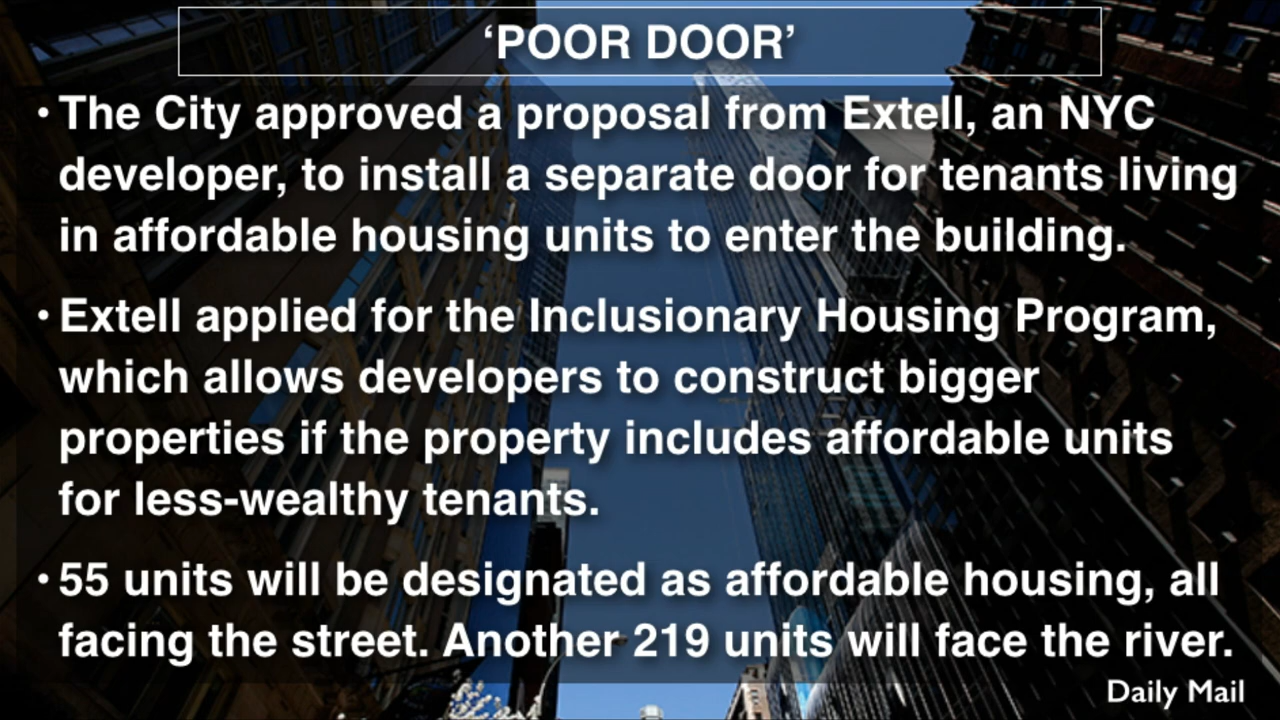 ‘POOR DOOR’
• The City approved a proposal from Extell, an NYC
developer, to install a separate door for tenants living
in affordable housing units to enter the building.
• Extell applied for the Inclusionary Housing Program,
which allows developers to construct bigger
properties if the property includes affordable units
for less-wealthy tenants.
• 55 units will be designated as affordable housing, all
facing the street. Another 219 units will face the river.
Daily Mail